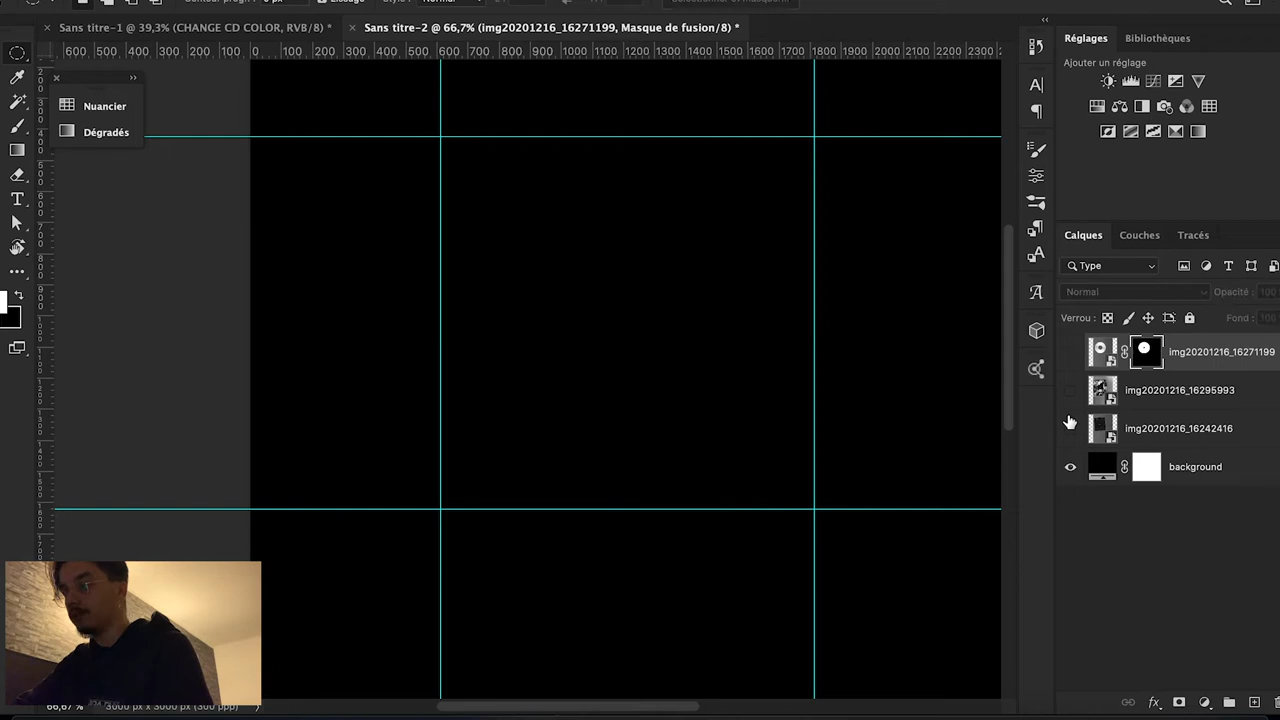 Sans titre-1 @ 39,3% (CHANGE CD COLOR, RVB/8) *
Sans titre-2 @ 66,7% (img20201216_16271199, Masque de fusion/8) *
600 500 400 300 200 100 0 100 200 300 400 500 600 700 800 900 1000 1100 1200 1300 1400 1500 1600 1700 1800 1900 2000 2100 2200 2300
Nuancier
Dégradés
Réglages
Bibliothèques
Ajouter un réglage
Calques
Couches
Tracés
Type
Normal
Opacité :
Verrou :
Fond :
img20201216_16271199
img20201216_16295993
img20201216_16242416
background
66,67 %
3000 px x 3000 px (300 ppp)